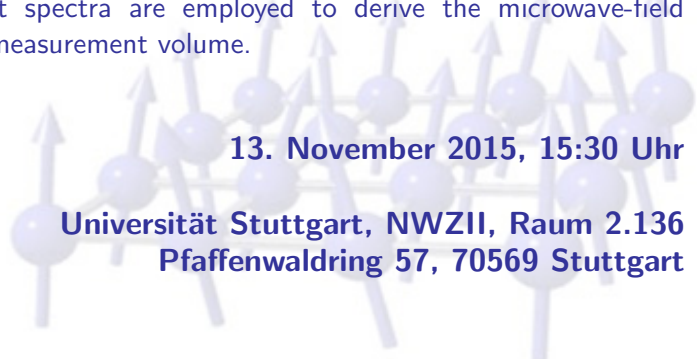 t spectra are employed to derive the microwave-field
measurement volume.
13. November 2015, 15:30 Uhr
Universität Stuttgart, NWZII, Raum 2.136
Pfaffenwaldring 57, 70569 Stuttgart